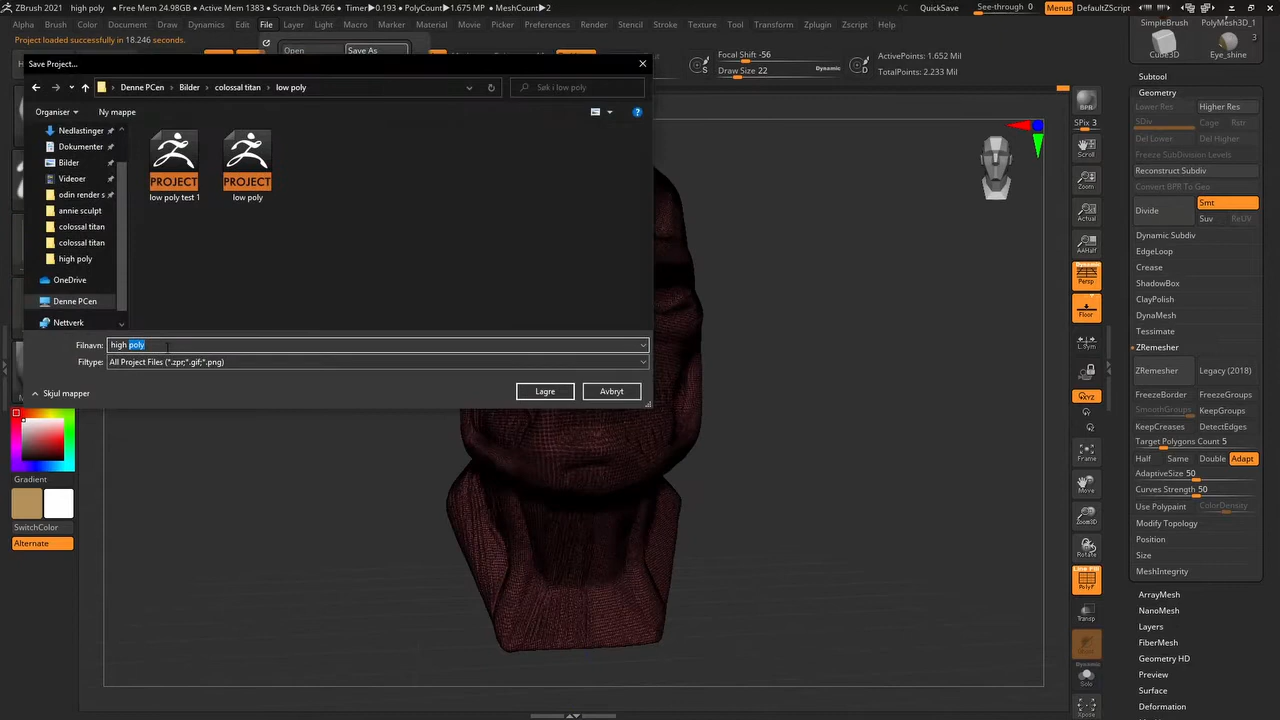 ZBrush 2021 high poly • Free Mem 24.98GB • Active Mem 1383 • Scratch Disk 766 • Timer▶0.193 • PolyCount▶1.675 MP • MeshCount▶2 AC QuickSave See-through 0 Menus DefaultZScript
Alpha Brush Color Document Draw Dynamics Edit File Layer Light Macro Marker Material Movie Picker Preferences Render Stencil Stroke Texture Tool Transform Zplugin Zscript Help
Project loaded successfully in 18.246 seconds.
Open Save As
SimpleBrush PolyMesh3D_1
Cube3D Eye_shine 3
Focal Shift -56
Draw Size 22 Dynamic
ActivePoints: 1.652 Mil
TotalPoints: 2.233 Mil
S D
Save Project...
Denne PCen > Bilder > colossal titan > low poly
Søk i low poly
Organiser Ny mappe
Nedlastinger
Dokumenter
Bilder
Videoer
odin render s
annie sculpt
colossal titan
colossal titan
high poly
OneDrive
Denne PCen
Nettverk
PROJECT
low poly test 1
PROJECT
low poly
Filnavn: high poly
Filtype: All Project Files (*.zpr;*.gif;*.png)
Skjul mapper
Lagre Avbryt
Gradient
SwitchColor
Alternate
BPR
SPix 3
Scroll
Zoom
Actual
AAHalf
Dynamic
Persp
Floor
L.Sym
XYZ
Frame
Move
Zoom3D
Rotate
Line Fill
PolyF
Transp
Dynamic
Solo
Xpose
Subtool
Geometry
Lower Res Higher Res
SDiv Cage Rstr
Del Lower Del Higher
Freeze SubDivision Levels
Reconstruct Subdiv
Convert BPR To Geo
Divide Smt
Suv ReUV
Dynamic Subdiv
EdgeLoop
Crease
ShadowBox
ClayPolish
DynaMesh
Tessimate
ZRemesher
ZRemesher Legacy (2018)
FreezeBorder FreezeGroups
SmoothGroups KeepGroups
KeepCreases DetectEdges
Target Polygons Count 5
Half Same Double Adapt
AdaptiveSize 50
Curves Strength 50
Use Polypaint ColorDensity
Modify Topology
Position
Size
MeshIntegrity
ArrayMesh
NanoMesh
Layers
FiberMesh
Geometry HD
Preview
Surface
Deformation